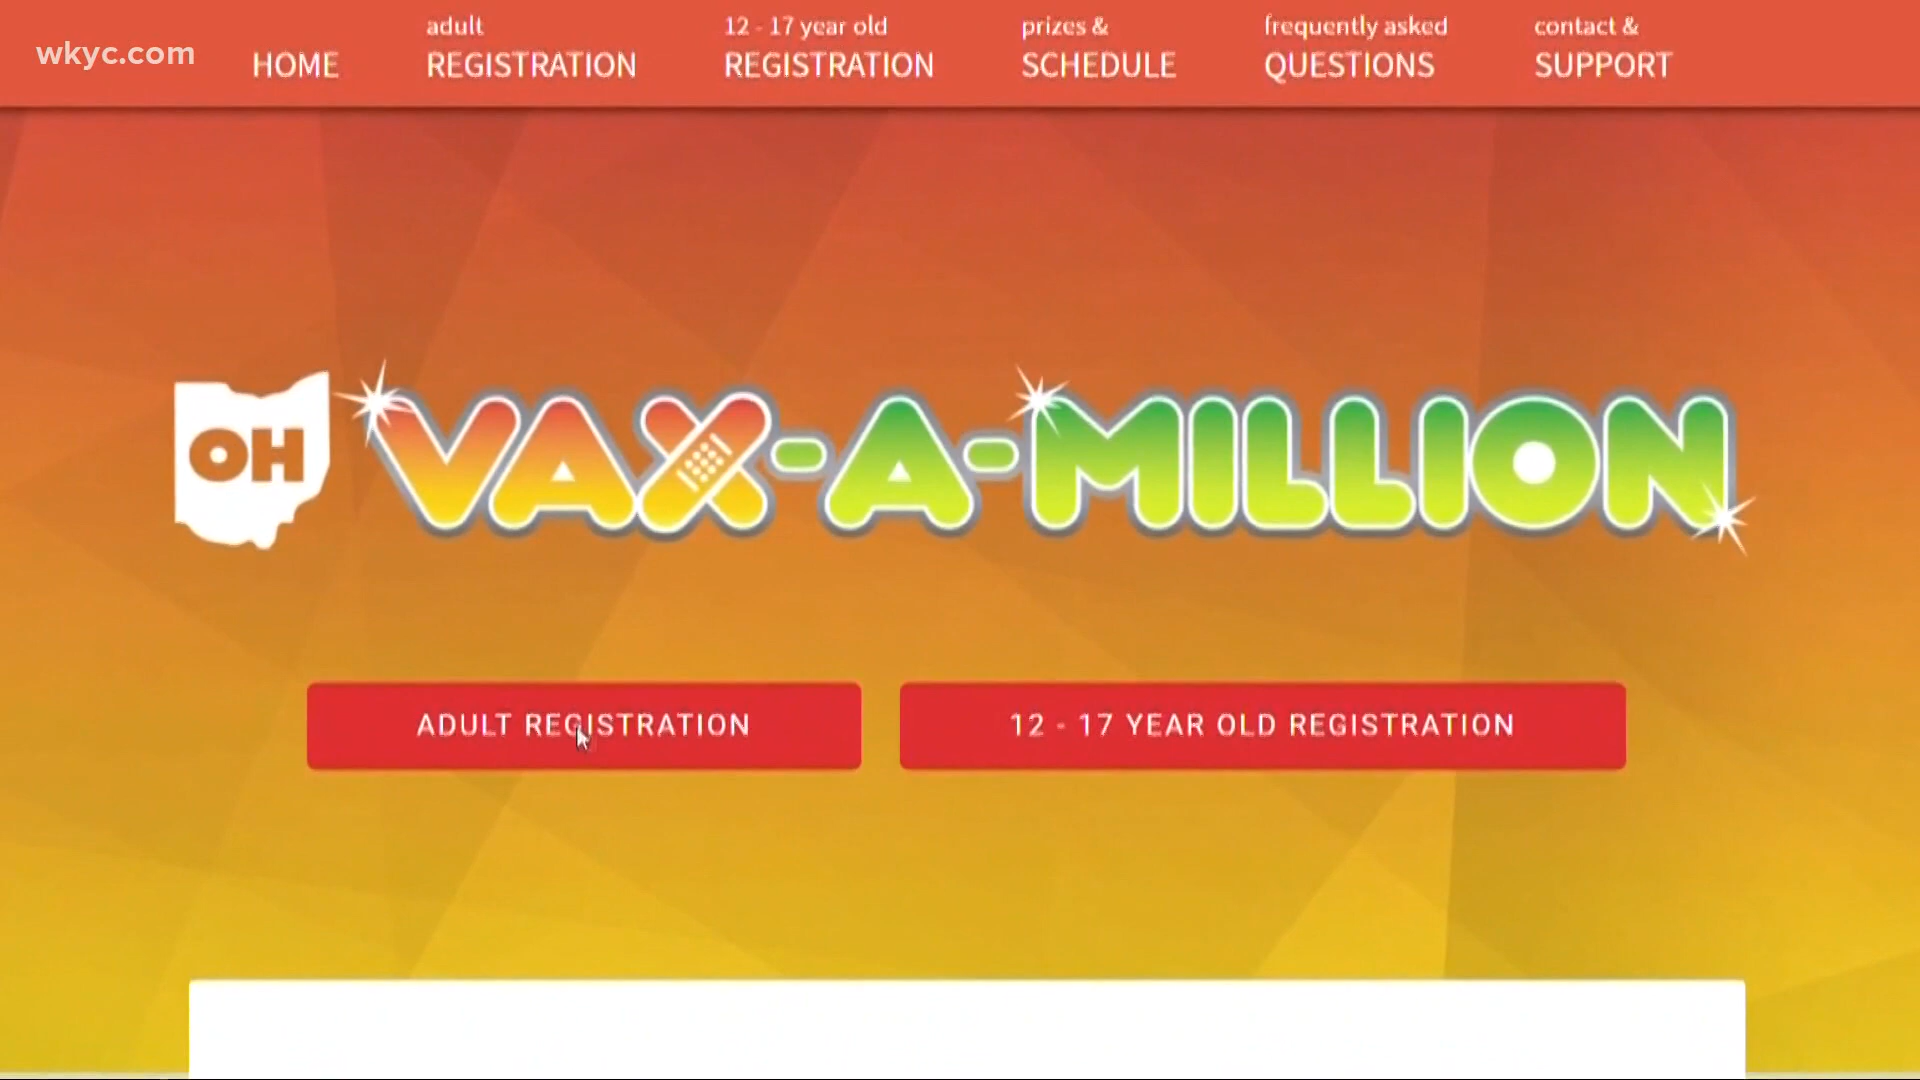 wkyc.com
HOME
adult
REGISTRATION
12 - 17 year old
REGISTRATION
prizes &
SCHEDULE
frequently asked
QUESTIONS
contact &
SUPPORT
OH VAX-A-MILLION
ADULT REGISTRATION
12 - 17 YEAR OLD REGISTRATION